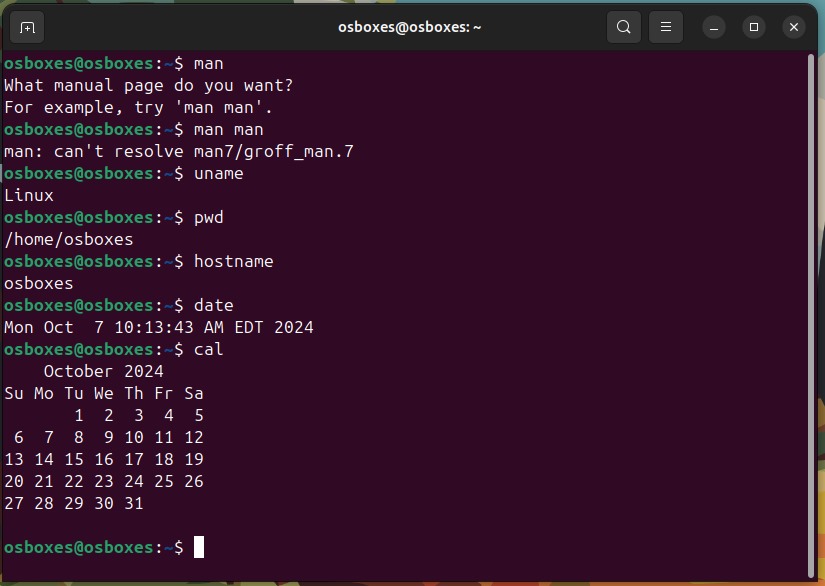 osboxes@osboxes: ~
osboxes@osboxes:~$ man
What manual page do you want?
For example, try 'man man'.
osboxes@osboxes:~$ man man
man: can't resolve man7/groff_man.7
osboxes@osboxes:~$ uname
Linux
osboxes@osboxes:~$ pwd
/home/osboxes
osboxes@osboxes:~$ hostname
osboxes
osboxes@osboxes:~$ date
Mon Oct  7 10:13:43 AM EDT 2024
osboxes@osboxes:~$ cal
    October 2024
Su Mo Tu We Th Fr Sa
       1  2  3  4  5
 6  7  8  9 10 11 12
13 14 15 16 17 18 19
20 21 22 23 24 25 26
27 28 29 30 31
osboxes@osboxes:~$